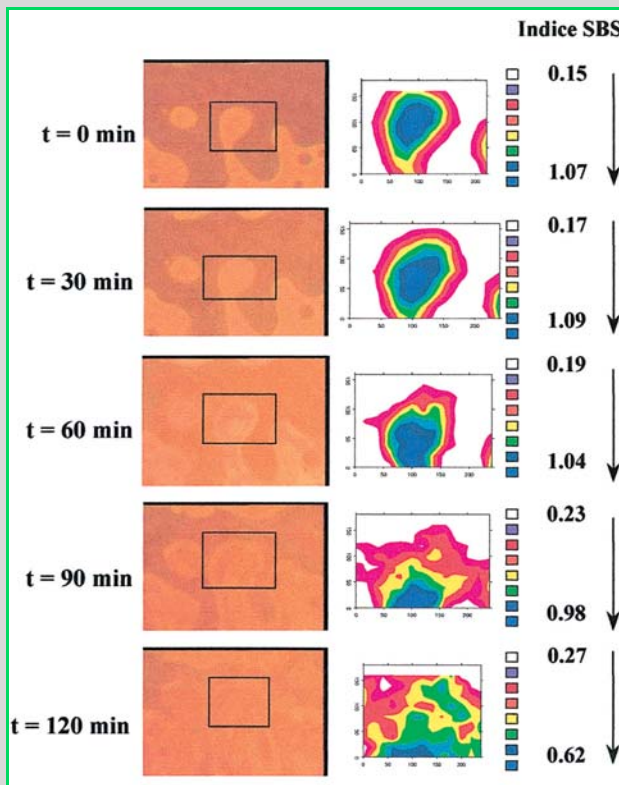 Indice SBS
0.15
t = 0 min
1.07
0.17
t = 30 min
1.09
0.19
t = 60 min
1.04
0.23
t = 90 min
0.98
0.27
t = 120 min
0.62